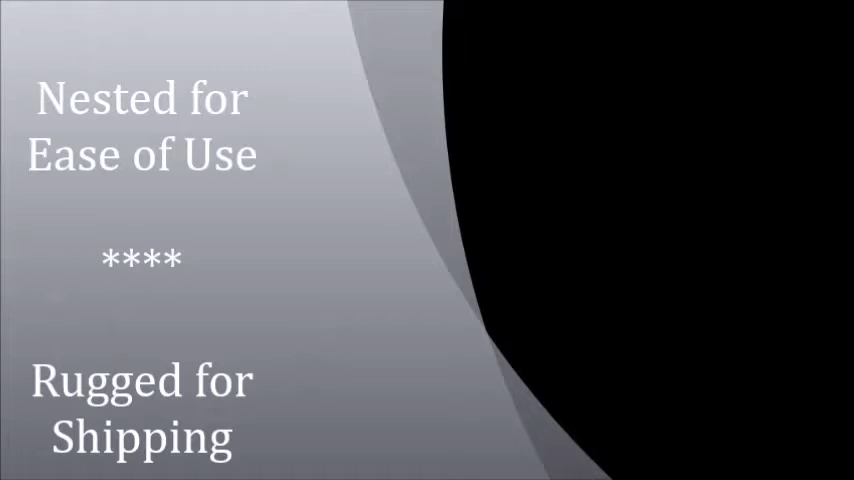 Nested for
Ease of Use
****
Rugged for
Shipping